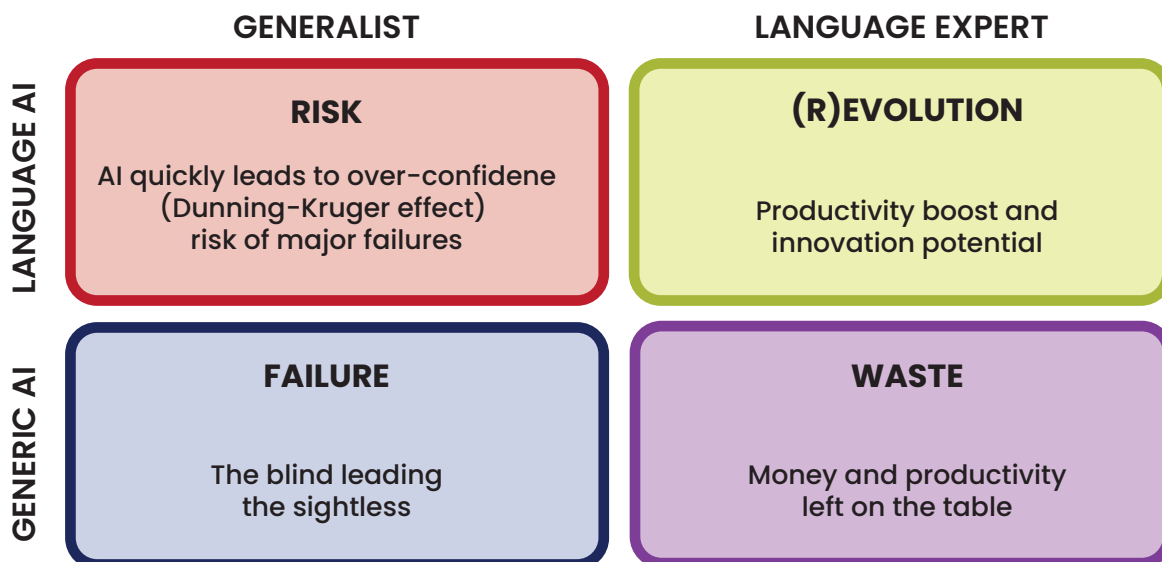 GENERALIST
LANGUAGE EXPERT
LANGUAGE AI
RISK
AI quickly leads to over-confidene
(Dunning-Kruger effect)
risk of major failures
(R)EVOLUTION
Productivity boost and
innovation potential
GENERIC AI
FAILURE
The blind leading
the sightless
WASTE
Money and productivity
left on the table